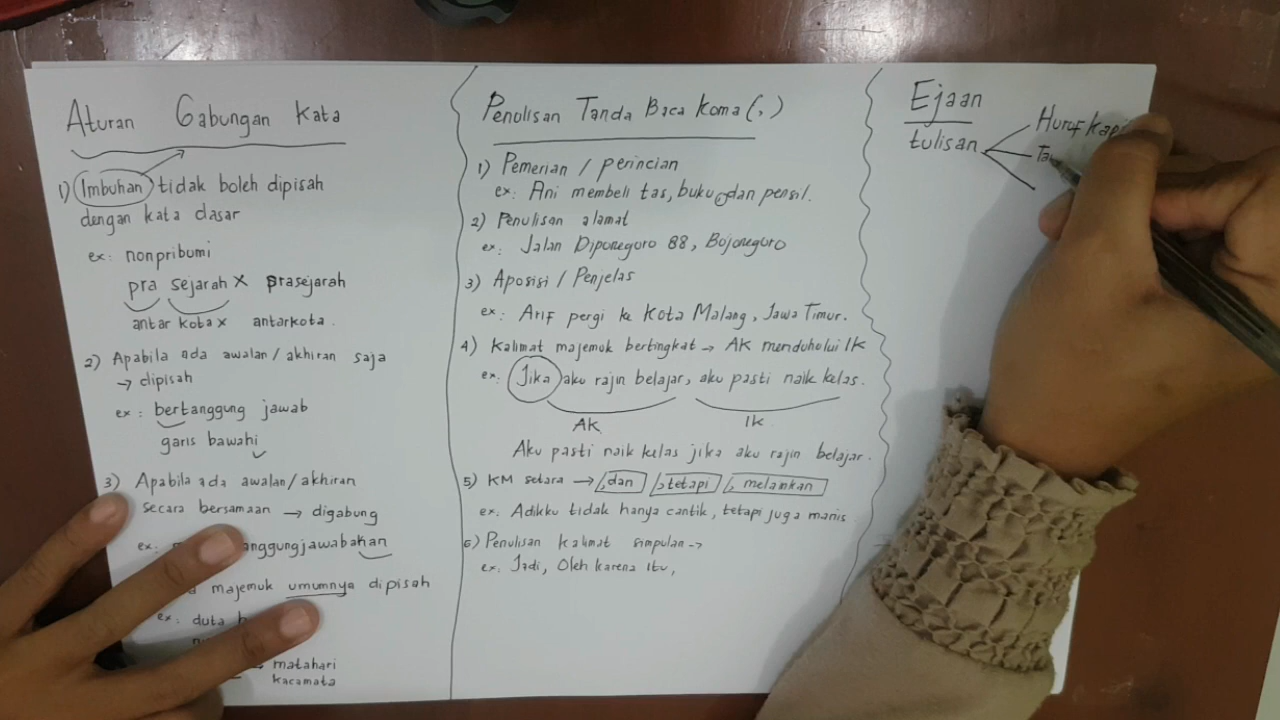 Aturan Gabungan Kata
1) Imbuhan tidak boleh dipisah
dengan kata dasar
ex: nonpribumi
pra sejarah X prasejarah
antar kota x antarkota.
2) Apabila ada awalan/akhiran saja
→ dipisah
ex: bertanggung jawab
garis bawahi
3) Apabila ada awalan/akhiran
secara bersamaan → digabung
ex:
majemuk umumnya dipisah
ex: duta
→ matahari
kacamata
Penulisan Tanda Baca Koma (,)
1) Pemerian / perincian
ex: Ani membeli tas, buku, dan pensil.
2) Penulisan alamat
ex: Jalan Diponegoro 88, Bojonegoro
3) Aposisi / Penjelas
ex: Arif pergi ke Kota Malang, Jawa Timur.
4) Kalimat majemuk bertingkat → AK menduholui IK
ex: Jika aku rajin belajar, aku pasti naik kelas.
AK IK
Aku pasti naik kelas jika aku rajin belajar.
5) KM setara → ,dan ,tetapi , melainkan
ex: Adikku tidak hanya cantik, tetapi juga manis
6) Penulisan kalimat simpulan →
ex: Jadi, Oleh karena itu,
Ejaan
tulisan
Huruf